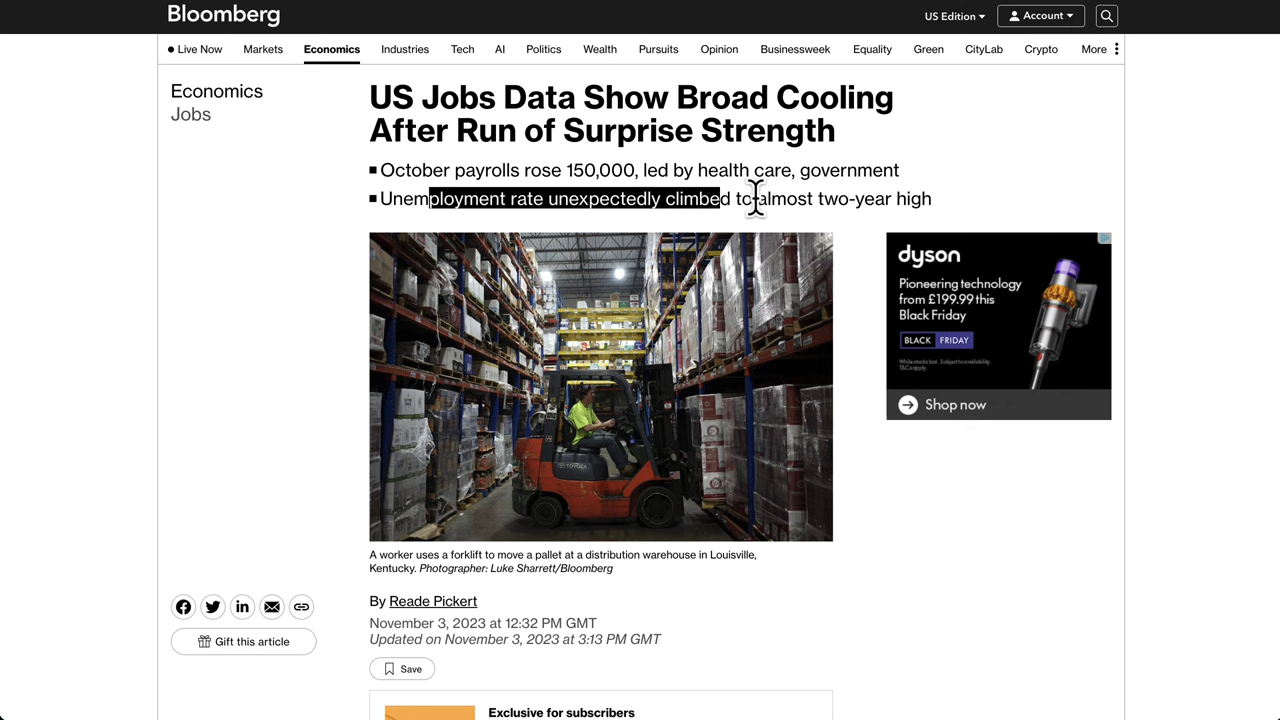 Bloomberg
US Edition
Account
Live Now
Markets
Economics
Industries
Tech
AI
Politics
Wealth
Pursuits
Opinion
Businessweek
Equality
Green
CityLab
Crypto
More
Economics
Jobs
US Jobs Data Show Broad Cooling
After Run of Surprise Strength
October payrolls rose 150,000, led by health care, government
Unemployment rate unexpectedly climbed to almost two-year high
dyson
Pioneering technology
from £199.99 this
Black Friday
BLACK FRIDAY
While stocks last. Subject to availability.
T&Cs apply.
Shop now
TOYOTA
A worker uses a forklift to move a pallet at a distribution warehouse in Louisville,
Kentucky. Photographer: Luke Sharrett/Bloomberg
By Reade Pickert
November 3, 2023 at 12:32 PM GMT
Updated on November 3, 2023 at 3:13 PM GMT
Gift this article
Save
Exclusive for subscribers